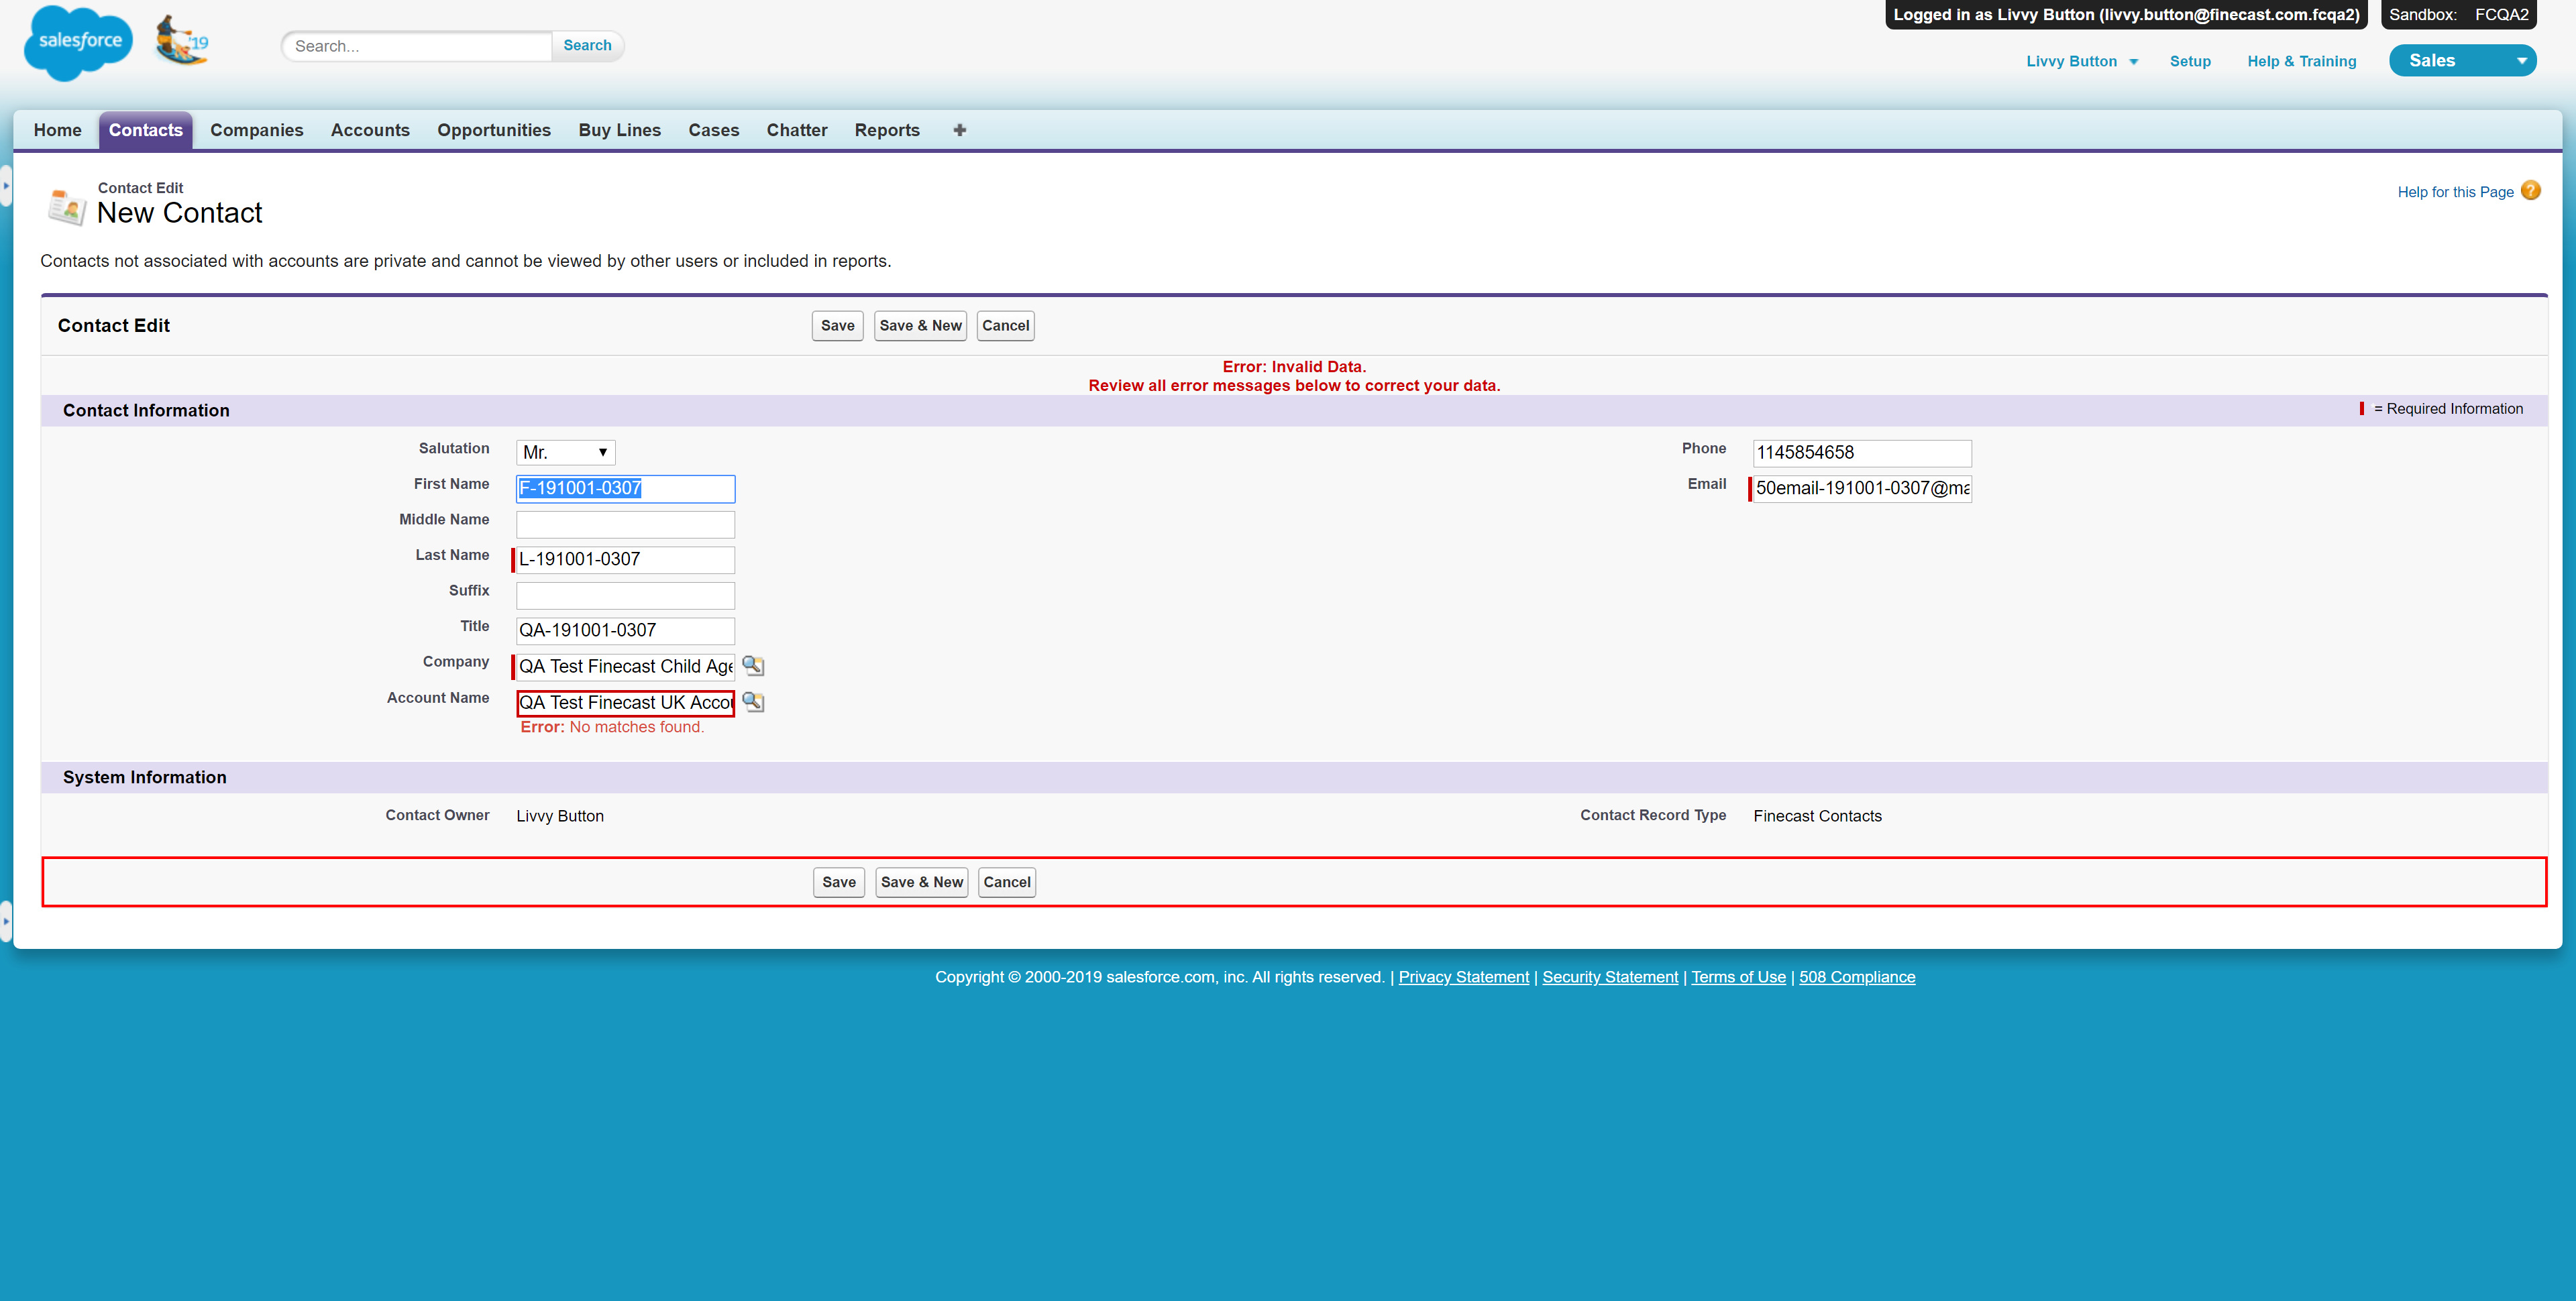 Logged in as Livvy Button (livvy.button@finecast.com.fcqa2) Sandbox: FCQA2
salesforce '19 Search... Search
Livvy Button Setup Help & Training Sales
Home Contacts Companies Accounts Opportunities Buy Lines Cases Chatter Reports
Contact Edit
New Contact
Help for this Page ?
Contacts not associated with accounts are private and cannot be viewed by other users or included in reports.
Contact Edit Save Save & New Cancel
Error: Invalid Data.
Review all error messages below to correct your data.
Contact Information = Required Information
Salutation Mr. Phone 1145854658
First Name F-191001-0307 Email 50email-191001-0307@ma
Middle Name
Last Name L-191001-0307
Suffix
Title QA-191001-0307
Company QA Test Finecast Child Age
Account Name QA Test Finecast UK Accou
Error: No matches found.
System Information
Contact Owner Livvy Button Contact Record Type Finecast Contacts
Save Save & New Cancel
Copyright © 2000-2019 salesforce.com, inc. All rights reserved. | Privacy Statement | Security Statement | Terms of Use | 508 Compliance